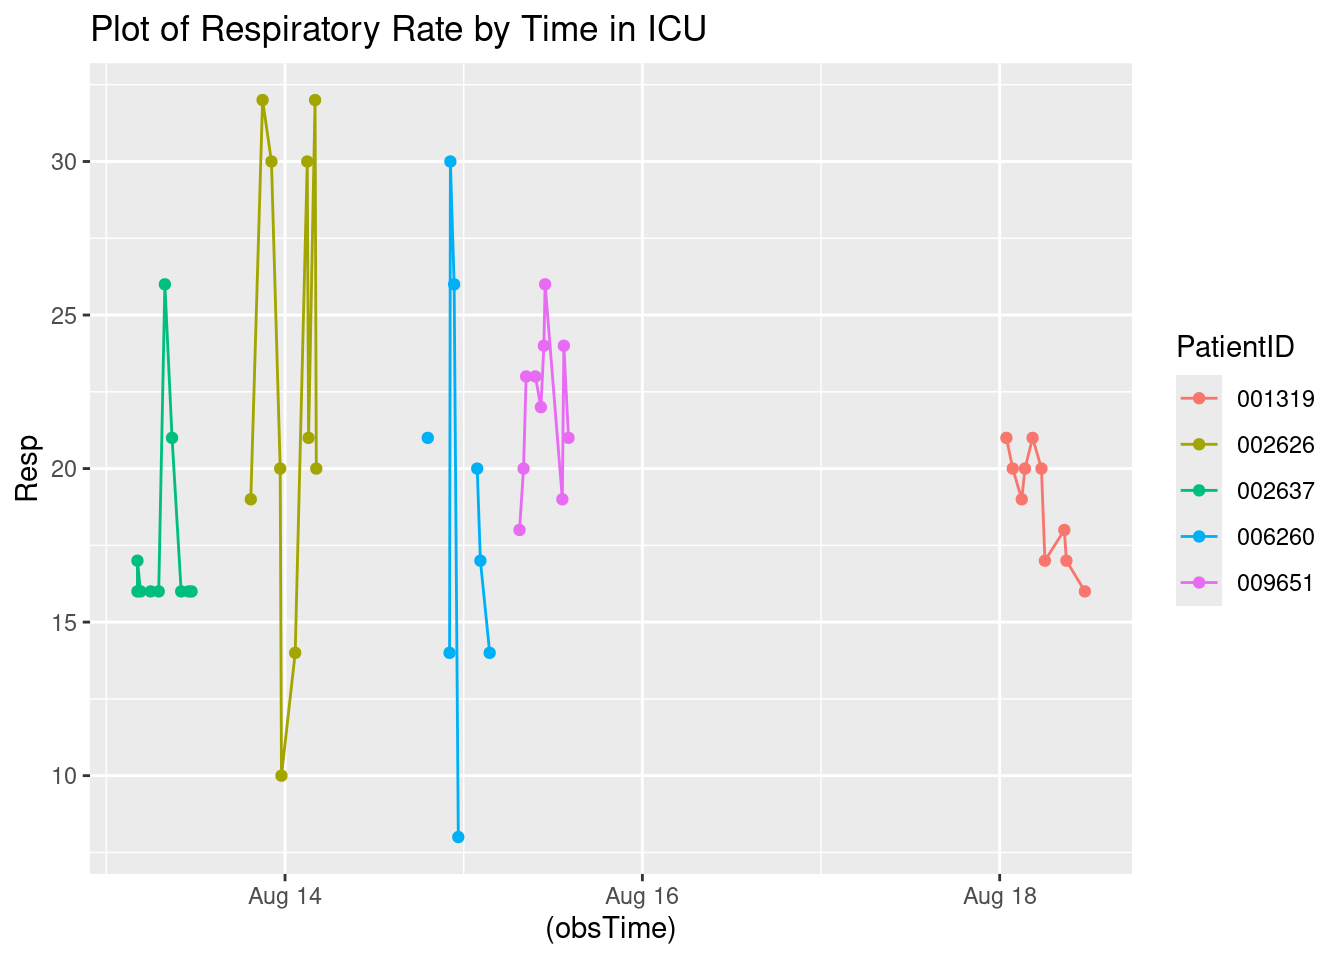 Plot of Respiratory Rate by Time in ICU
Resp
30
25
20
15
10
Aug 14
Aug 16
Aug 18
(obsTime)
PatientID
001319
002626
002637
006260
009651